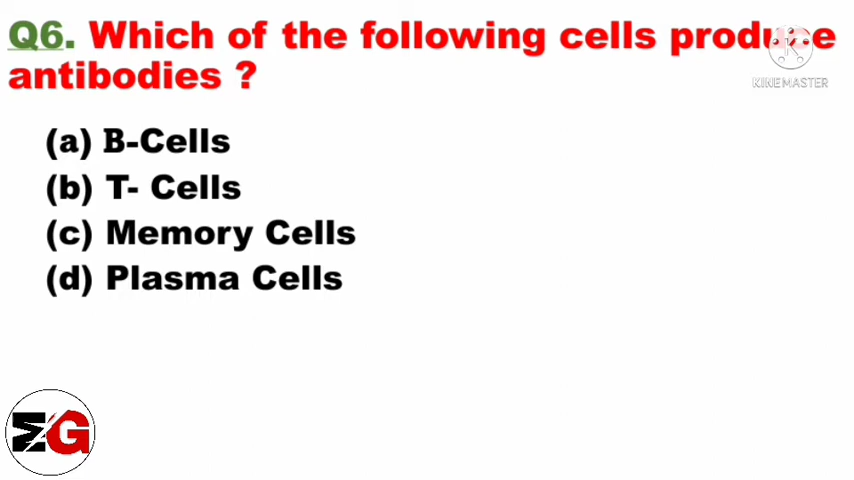 Q6. Which of the following cells produce
antibodies ?
KINEMASTER
(a) B-Cells
(b) T- Cells
(c) Memory Cells
(d) Plasma Cells